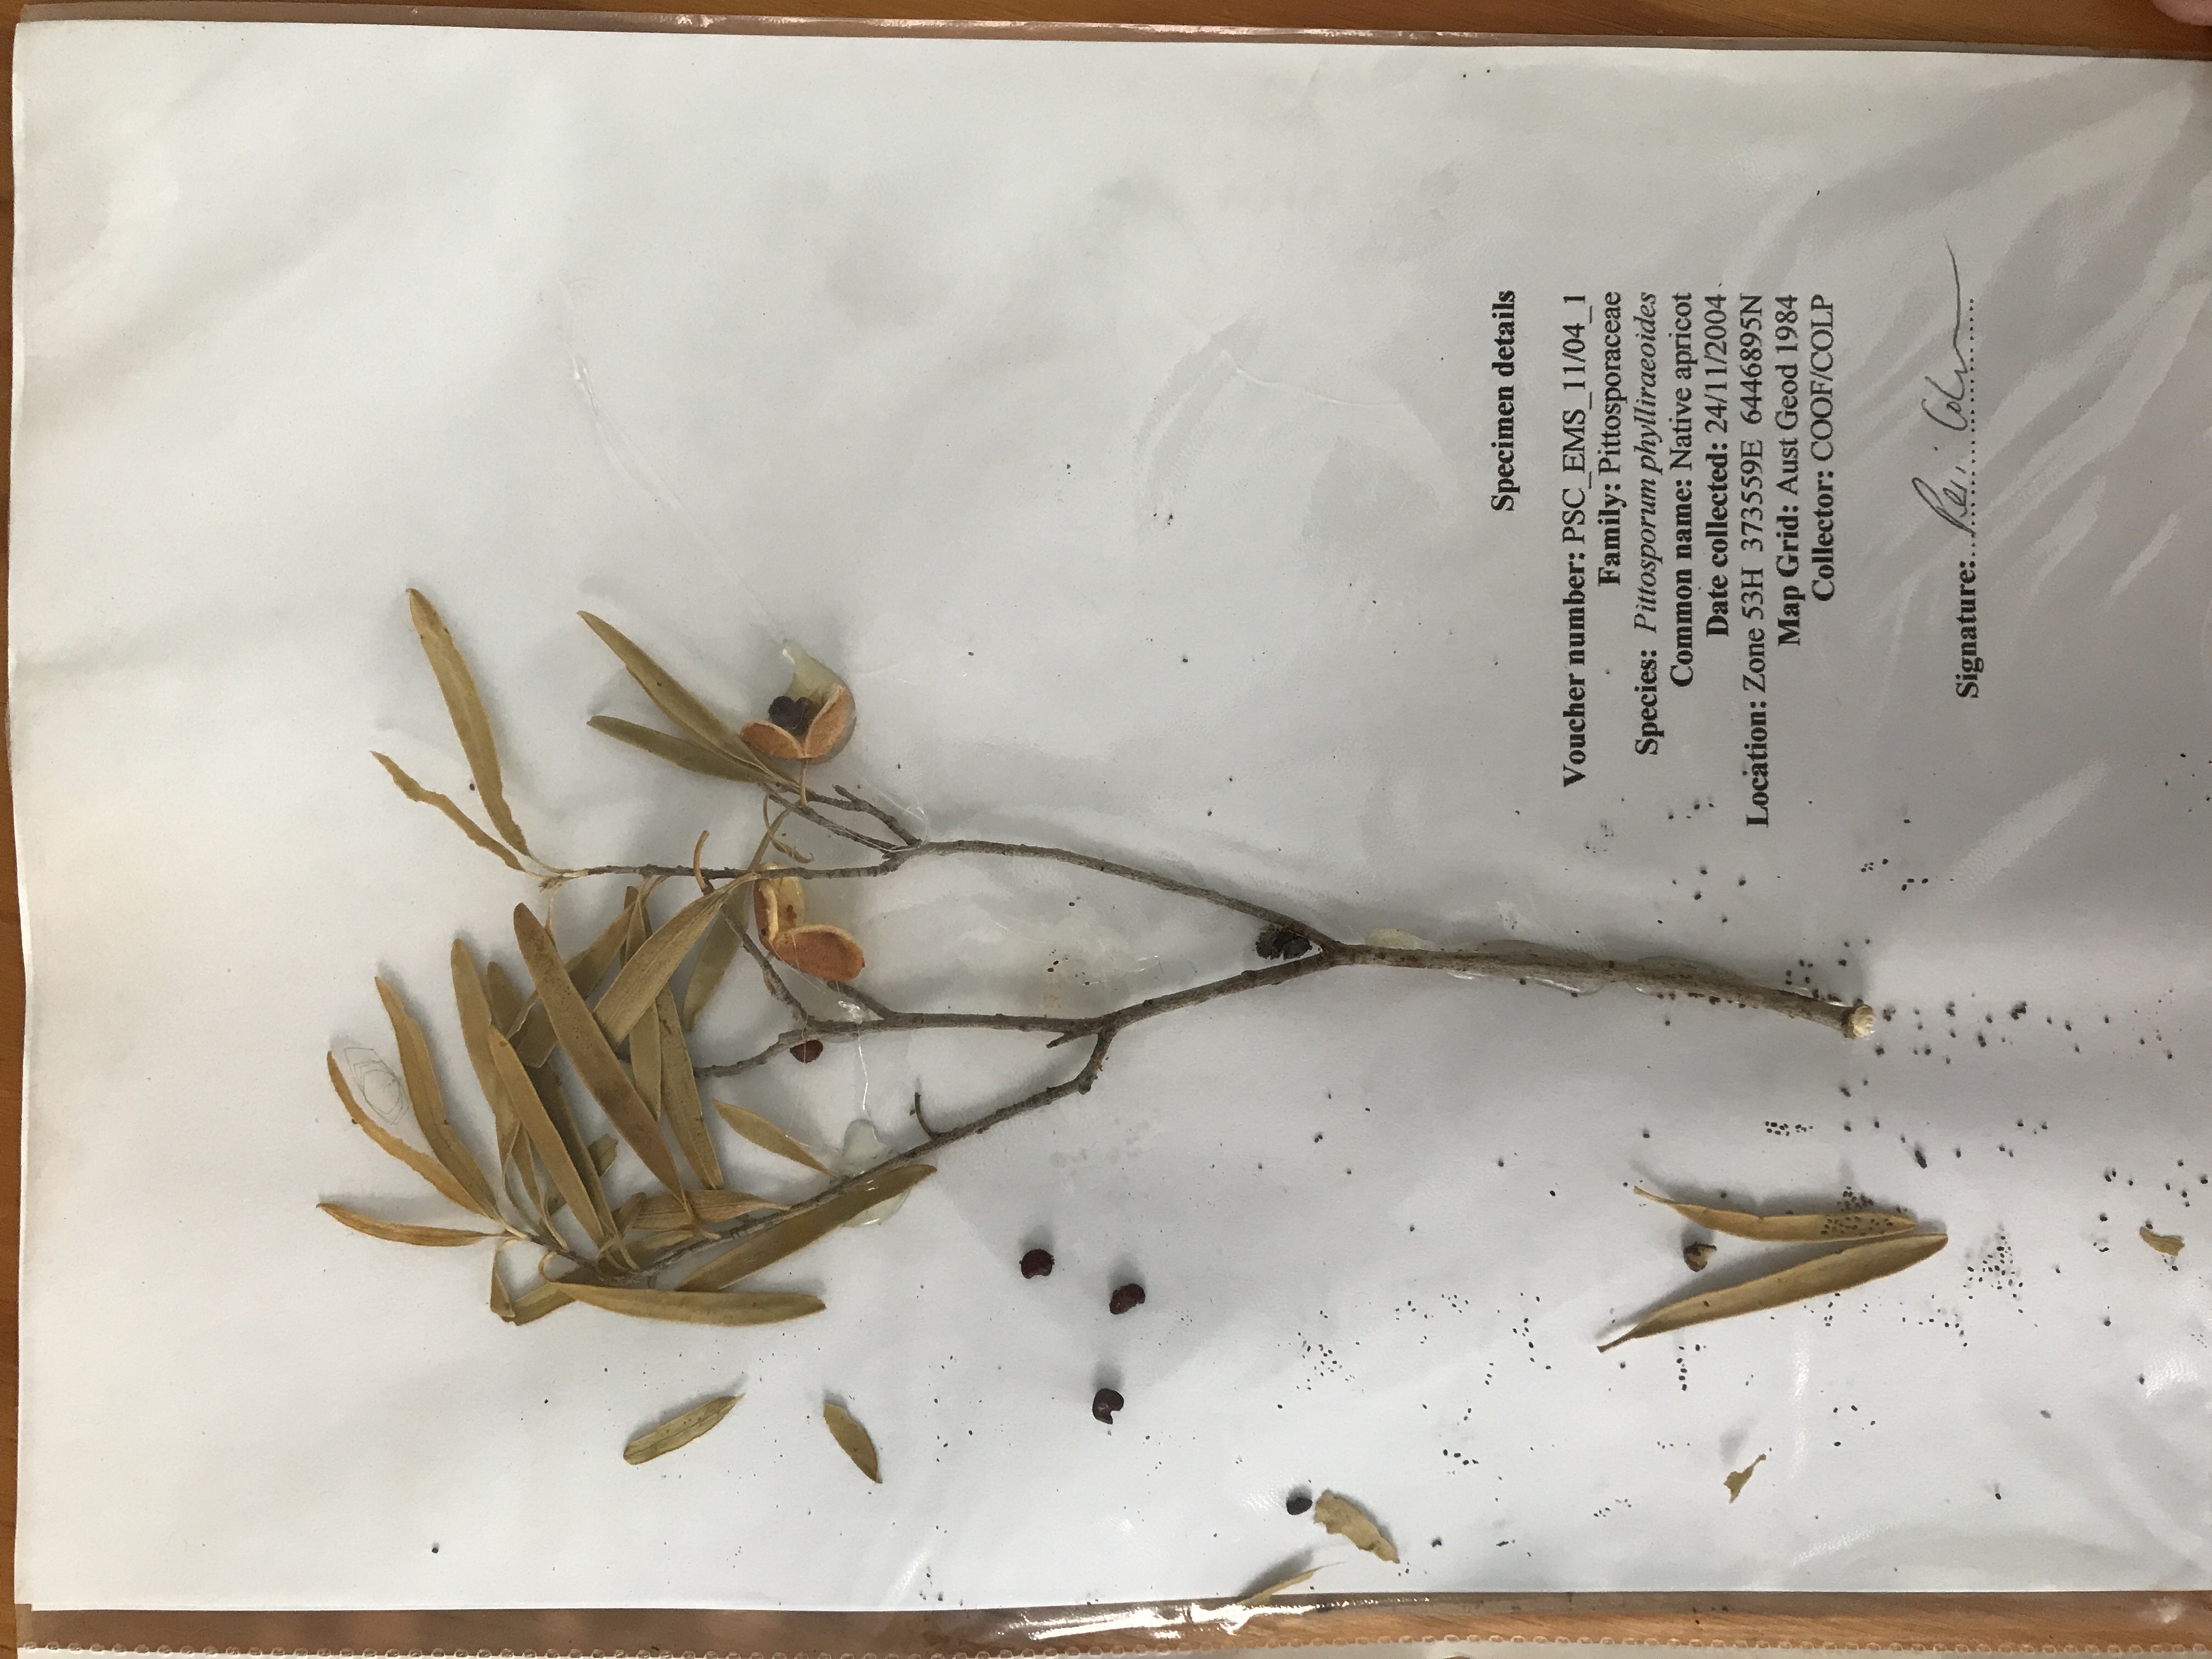 Specimen details
Voucher number: PSC_EMS_11/04_1
Family: Pittosporaceae
Species: Pittosporum phylliraeoides
Common name: Native apricot
Date collected: 24/11/2004
Location: Zone 53H 373559E 6446895N
Map Grid: Aust Geod 1984
Collector: COOF/COLP
Signature: Peri